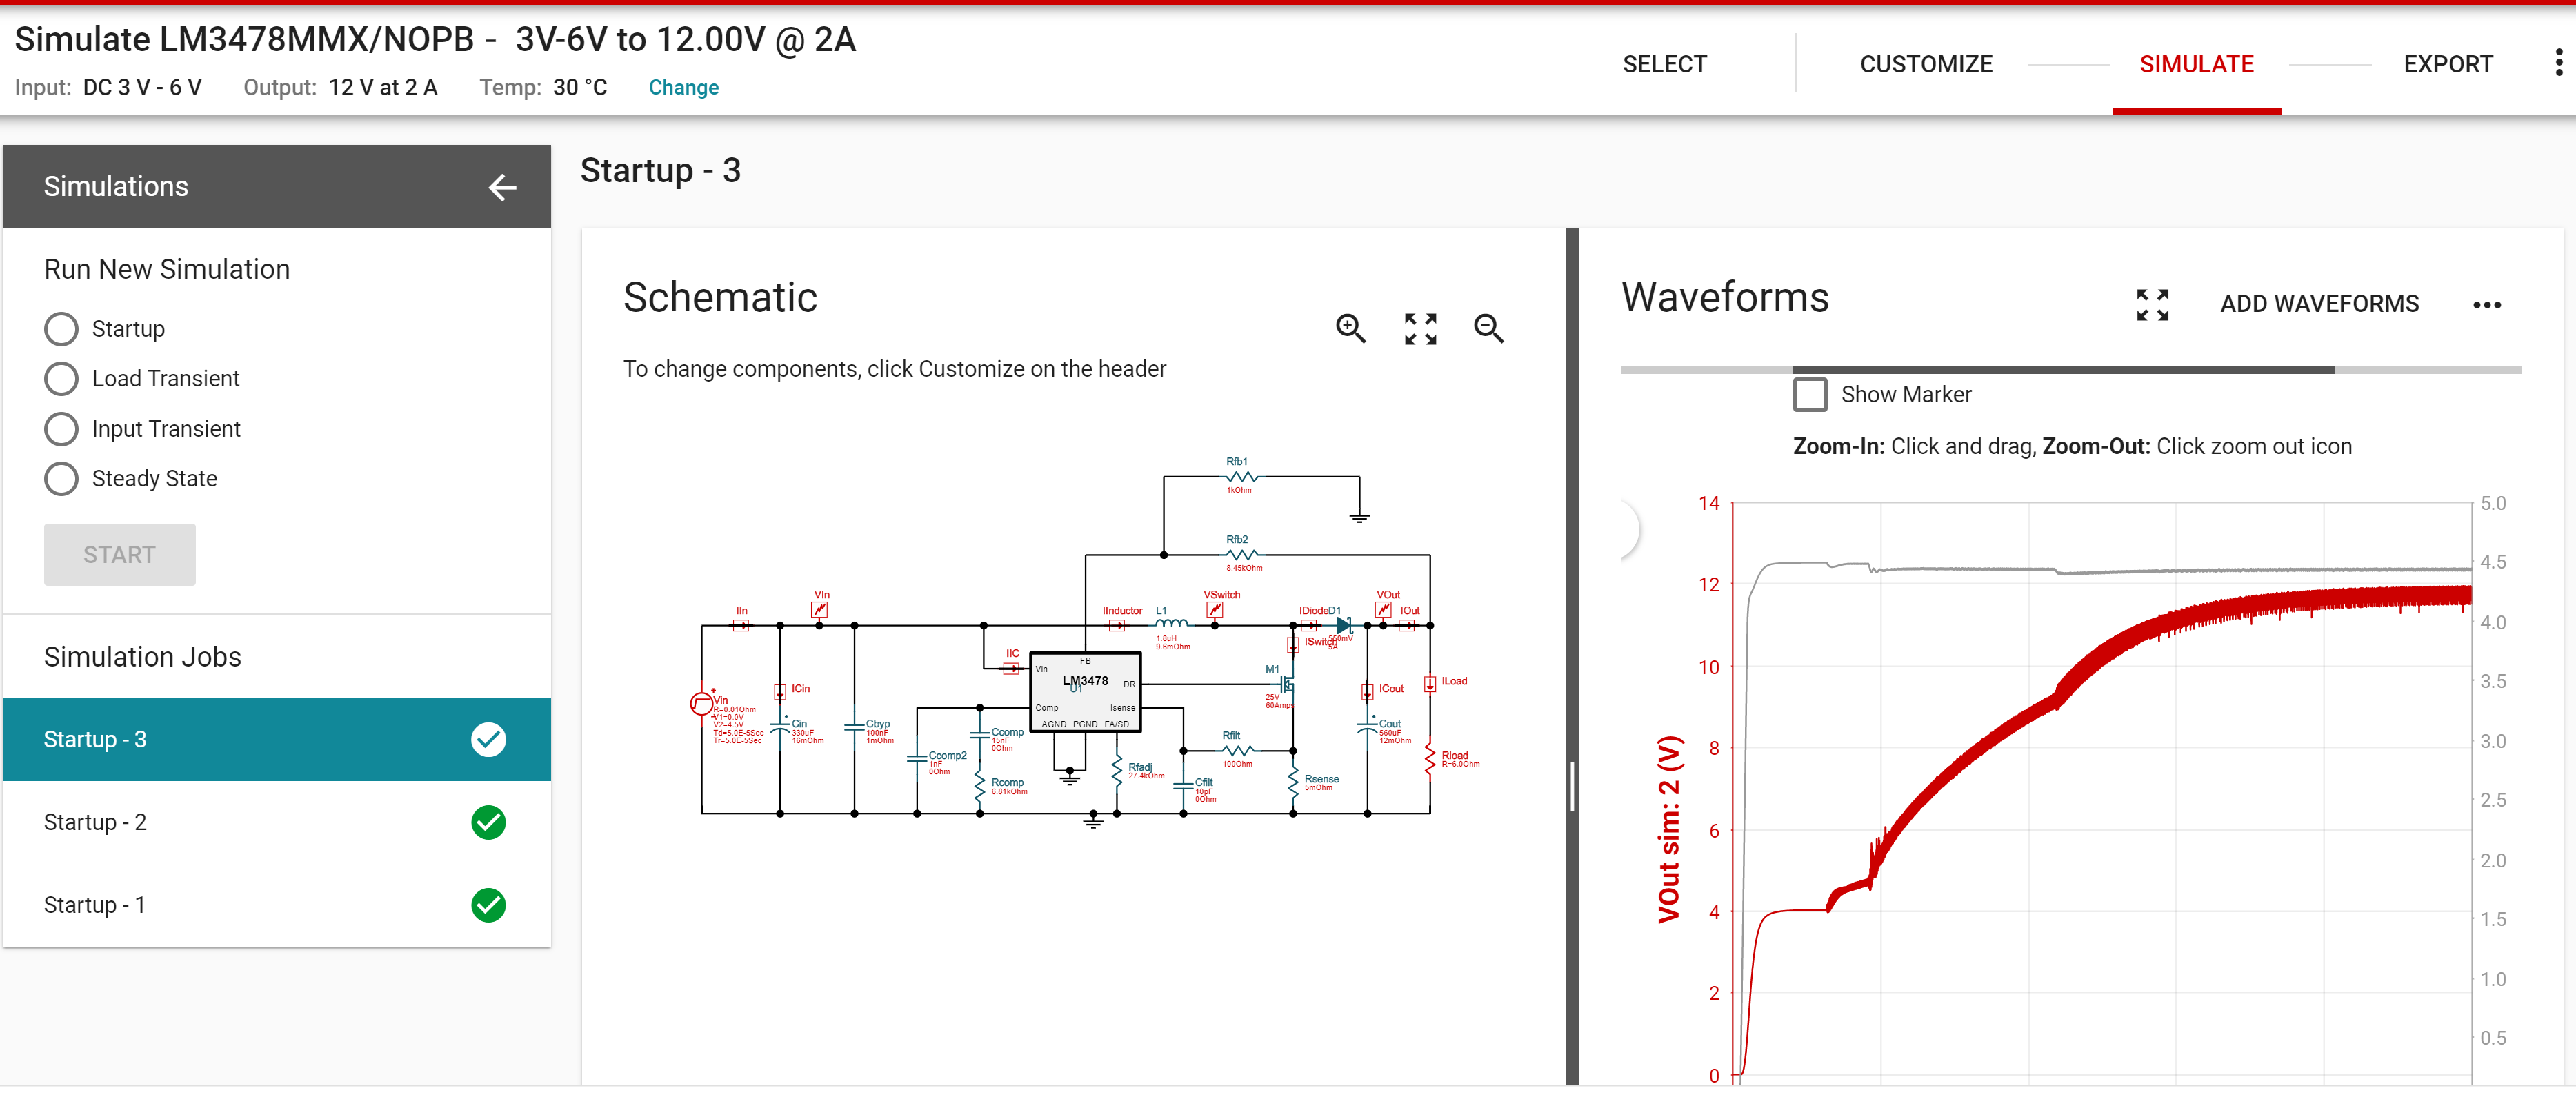 Simulate LM3478MMX/NOPB - 3V-6V to 12.00V @ 2A
Input: DC 3 V - 6 V Output: 12 V at 2 A Temp: 30 °C Change
SELECT CUSTOMIZE SIMULATE EXPORT
Simulations
Run New Simulation
Startup
Load Transient
Input Transient
Steady State
START
Simulation Jobs
Startup - 3
Startup - 2
Startup - 1
Startup - 3
Schematic
To change components, click Customize on the header
Rfb1
1kOhm
Rfb2
8.45kOhm
IIn
VIn
IInductor
L1
1.8uH
9.6mOhm
VSwitch
IDiode
D1
560mV
5A
VOut
IOut
ISwitch
IIC
Vin
FB
LM3478
U1
DR
Comp
Isense
AGND PGND FA/SD
M1
25V
60Amps
Vin
R=0.01Ohm
V1=0.0V
V2=4.5V
Td=5.0E-5Sec
Tr=5.0E-5Sec
ICin
Cin
330uF
16mOhm
Cbyp
100nF
1mOhm
Ccomp2
1nF
0Ohm
Ccomp
15nF
0Ohm
Rcomp
6.81kOhm
Rfadj
27.4kOhm
Rfilt
100Ohm
Cfilt
10pF
0Ohm
Rsense
5mOhm
ICout
Cout
560uF
12mOhm
ILoad
Rload
R=6.0Ohm
Waveforms
ADD WAVEFORMS
Show Marker
Zoom-In: Click and drag, Zoom-Out: Click zoom out icon
VOut sim: 2 (V)
14
12
10
8
6
4
2
0
5.0
4.5
4.0
3.5
3.0
2.5
2.0
1.5
1.0
0.5